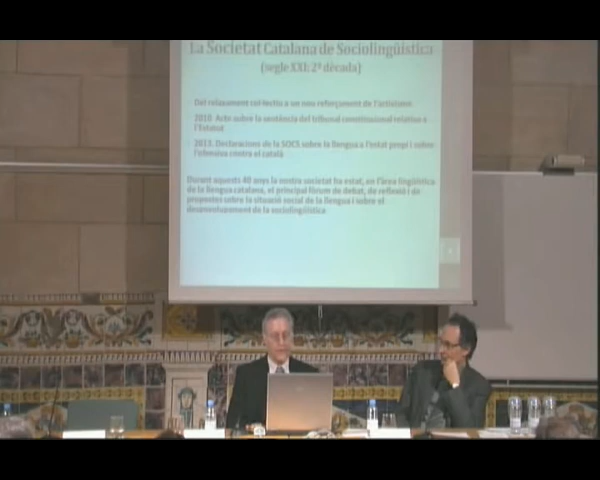 La Societat Catalana de Sociolingüística
(segle XXI: 2ª dècada)
Del relaxament col·lectiu a un nou reforçament de l'activisme
2010 Acto sobre la sentència del tribunal constitucional relativa a
l'Estatut
2013. Declaracions de la SOCS sobre la llengua a l'estat propi i sobre
l'ofensiva contra el català
Durant aquests 40 anys la nostra societat ha estat, en l'àrea lingüística
de la llengua catalana, el principal fòrum de debat, de reflexió i de
propostes sobre la situació social de la llengua i sobre el
desenvolupament de la sociolingüística